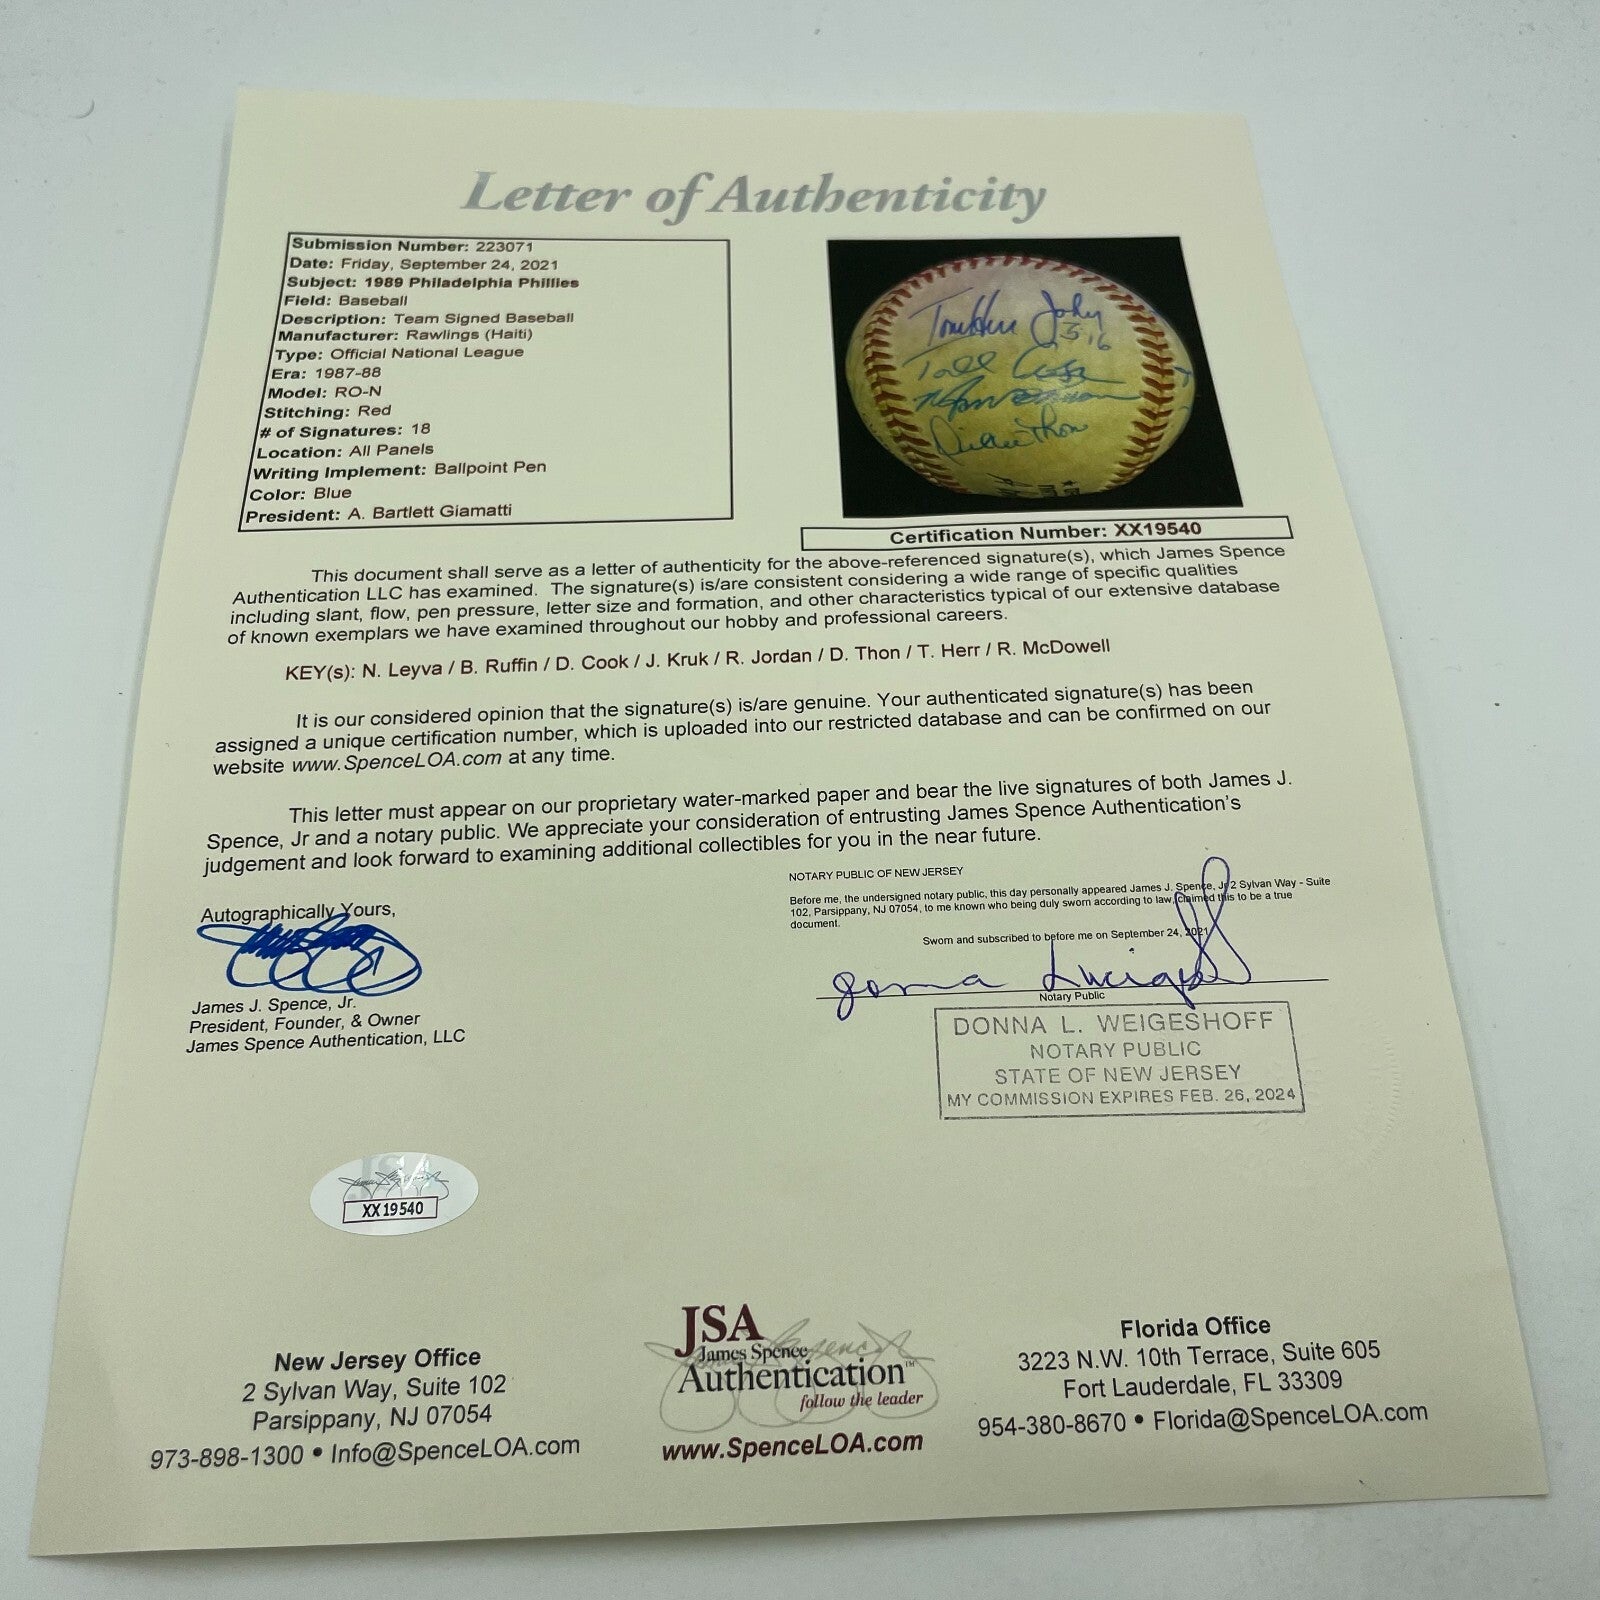 Letter of Authenticity
Submission Number: 223071
Date: Friday, September 24, 2021
Subject: 1989 Philadelphia Phillies
Field: Baseball
Description: Team Signed Baseball
Manufacturer: Rawlings (Haiti)
Type: Official National League
Era: 1987-88
Model: RO-N
Stitching: Red
# of Signatures: 18
Location: All Panels
Writing Implement: Ballpoint Pen
Color: Blue
President: A. Bartlett Giamatti
Tom Herr John
3:16
Dickie Thon
Certification Number: XX19540
This document shall serve as a letter of authenticity for the above-referenced signature(s), which James Spence
Authentication LLC has examined. The signature(s) is/are consistent considering a wide range of specific qualities
including slant, flow, pen pressure, letter size and formation, and other characteristics typical of our extensive database
of known exemplars we have examined throughout our hobby and professional careers.
KEY(s): N. Leyva / B. Ruffin / D. Cook / J. Kruk / R. Jordan / D. Thon / T. Herr / R. McDowell
It is our considered opinion that the signature(s) is/are genuine. Your authenticated signature(s) has been
assigned a unique certification number, which is uploaded into our restricted database and can be confirmed on our
website www.SpenceLOA.com at any time.
This letter must appear on our proprietary water-marked paper and bear the live signatures of both James J.
Spence, Jr and a notary public. We appreciate your consideration of entrusting James Spence Authentication's
judgement and look forward to examining additional collectibles for you in the near future.
NOTARY PUBLIC OF NEW JERSEY
Before me, the undersigned notary public, this day personally appeared James J. Spence, Jr 2 Sylvan Way - Suite
102, Parsippany, NJ 07054, to me known who being duly sworn according to law, claimed this to be a true
document.
Sworn and subscribed to before me on September 24, 2021
Notary Public
DONNA L. WEIGESHOFF
NOTARY PUBLIC
STATE OF NEW JERSEY
MY COMMISSION EXPIRES FEB. 26, 2024
Autographically Yours,
James J. Spence, Jr.
President, Founder, & Owner
James Spence Authentication, LLC
JSA
XX19540
New Jersey Office
2 Sylvan Way, Suite 102
Parsippany, NJ 07054
973-898-1300 • Info@SpenceLOA.com
JSA
James Spence
Authentication™
follow the leader
www.SpenceLOA.com
Florida Office
3223 N.W. 10th Terrace, Suite 605
Fort Lauderdale, FL 33309
954-380-8670 • Florida@SpenceLOA.com